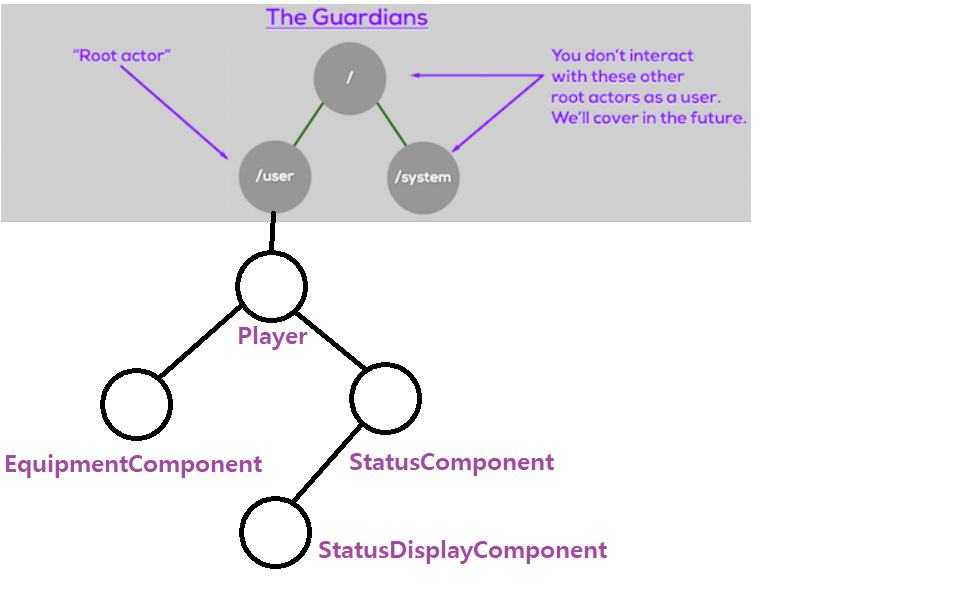 The Guardians
"Root actor"
/
You don't interact
with these other
root actors as a user.
We'll cover in the future.
/user
/system
Player
EquipmentComponent
StatusComponent
StatusDisplayComponent